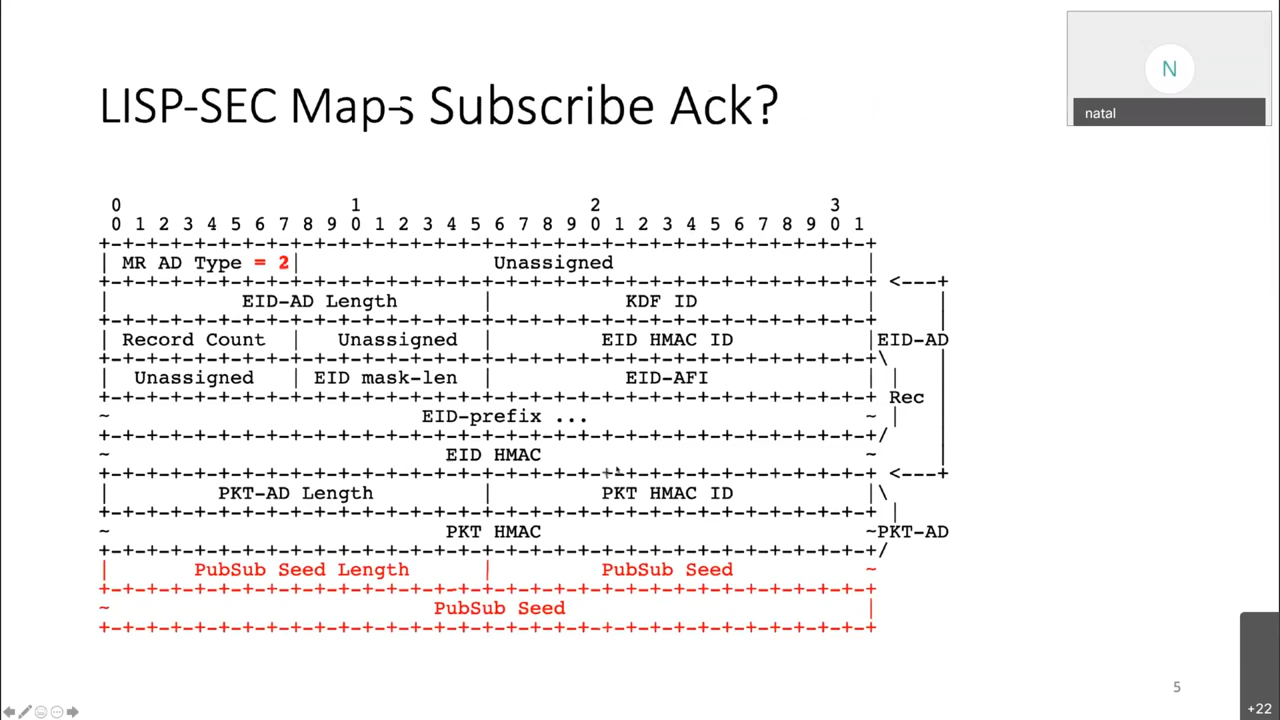 LISP-SEC Map-s Subscribe Ack?
N
natal
0 1 2 3
0 1 2 3 4 5 6 7 8 9 0 1 2 3 4 5 6 7 8 9 0 1 2 3 4 5 6 7 8 9 0 1
+-+-+-+-+-+-+-+-+-+-+-+-+-+-+-+-+-+-+-+-+-+-+-+-+-+-+-+-+-+-+-+-+
| MR AD Type = 2| Unassigned |
+-+-+-+-+-+-+-+-+-+-+-+-+-+-+-+-+-+-+-+-+-+-+-+-+-+-+-+-+-+-+-+-+ <---+
| EID-AD Length | KDF ID | |
+-+-+-+-+-+-+-+-+-+-+-+-+-+-+-+-+-+-+-+-+-+-+-+-+-+-+-+-+-+-+-+-+ |
| Record Count | Unassigned | EID HMAC ID |EID-AD
+-+-+-+-+-+-+-+-+-+-+-+-+-+-+-+-+-+-+-+-+-+-+-+-+-+-+-+-+-+-+-+-+\ |
| Unassigned | EID mask-len | EID-AFI | | |
+-+-+-+-+-+-+-+-+-+-+-+-+-+-+-+-+-+-+-+-+-+-+-+-+-+-+-+-+-+-+-+-+ Rec |
~ EID-prefix ... ~ | |
+-+-+-+-+-+-+-+-+-+-+-+-+-+-+-+-+-+-+-+-+-+-+-+-+-+-+-+-+-+-+-+-+/ |
~ EID HMAC ~ |
+-+-+-+-+-+-+-+-+-+-+-+-+-+-+-+-+-+-+-+-+-+-+-+-+-+-+-+-+-+-+-+-+ <---+
| PKT-AD Length | PKT HMAC ID |\
+-+-+-+-+-+-+-+-+-+-+-+-+-+-+-+-+-+-+-+-+-+-+-+-+-+-+-+-+-+-+-+-+ |
~ PKT HMAC ~PKT-AD
+-+-+-+-+-+-+-+-+-+-+-+-+-+-+-+-+-+-+-+-+-+-+-+-+-+-+-+-+-+-+-+-+/
| PubSub Seed Length | PubSub Seed ~
+-+-+-+-+-+-+-+-+-+-+-+-+-+-+-+-+-+-+-+-+-+-+-+-+-+-+-+-+-+-+-+-+
~ PubSub Seed |
+-+-+-+-+-+-+-+-+-+-+-+-+-+-+-+-+-+-+-+-+-+-+-+-+-+-+-+-+-+-+-+-+
5
+22